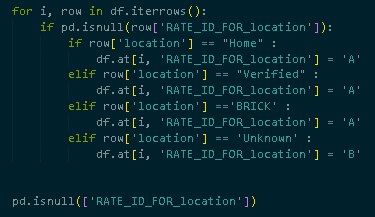 for i, row in df.iterrows():
    if pd.isnull(row['RATE_ID_FOR_location']):
        if row['location'] == "Home" :
            df.at[i, 'RATE_ID_FOR_location'] = 'A'
        elif row['location'] == "Verified" :
            df.at[i, 'RATE_ID_FOR_location'] = 'A'
        elif row['location'] =='BRICK' :
            df.at[i, 'RATE_ID_FOR_location'] = 'A'
        elif row['location'] == 'Unknown' :
            df.at[i, 'RATE_ID_FOR_location'] = 'B'
pd.isnull(['RATE_ID_FOR_location'])